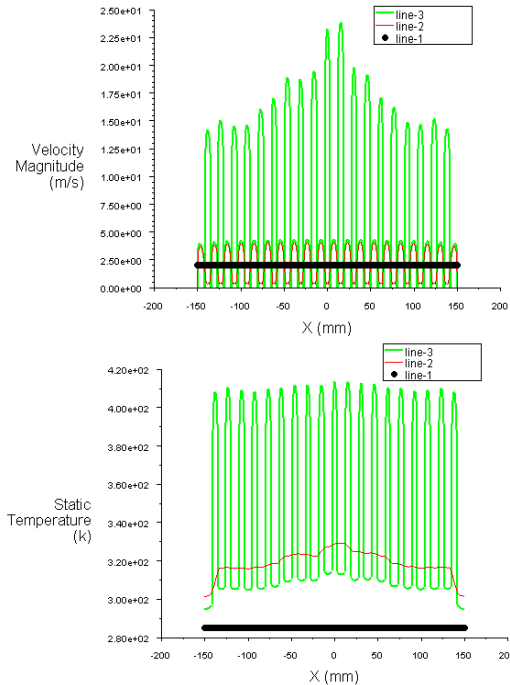 2.50e+01
2.25e+01
2.00e+01
1.75e+01
1.50e+01
1.25e+01
1.00e+01
7.50e+00
5.00e+00
2.50e+00
0.00e+00
Velocity
Magnitude
(m/s)
line-3
line-2
line-1
-200 -150 -100 -50 0 50 100 150 200
X (mm)
line-3
line-2
line-1
4.20e+02
4.00e+02
3.80e+02
3.60e+02
3.40e+02
3.20e+02
3.00e+02
2.80e+02
Static
Temperature
(k)
-200 -150 -100 -50 0 50 100 150 20
X (mm)